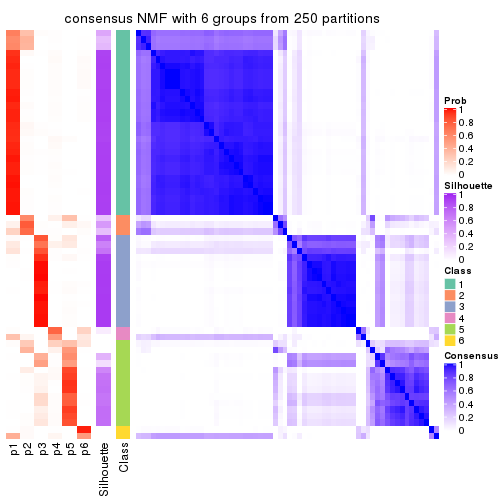 consensus NMF with 6 groups from 250 partitions
Prob
1
0.8
0.6
0.4
0.2
0
Silhouette
1
0.8
0.6
0.4
0.2
0
Class
1
2
3
4
5
6
Consensus
1
0.8
0.6
0.4
0.2
0
p1
p2
p3
p4
p5
p6
Silhouette
Class